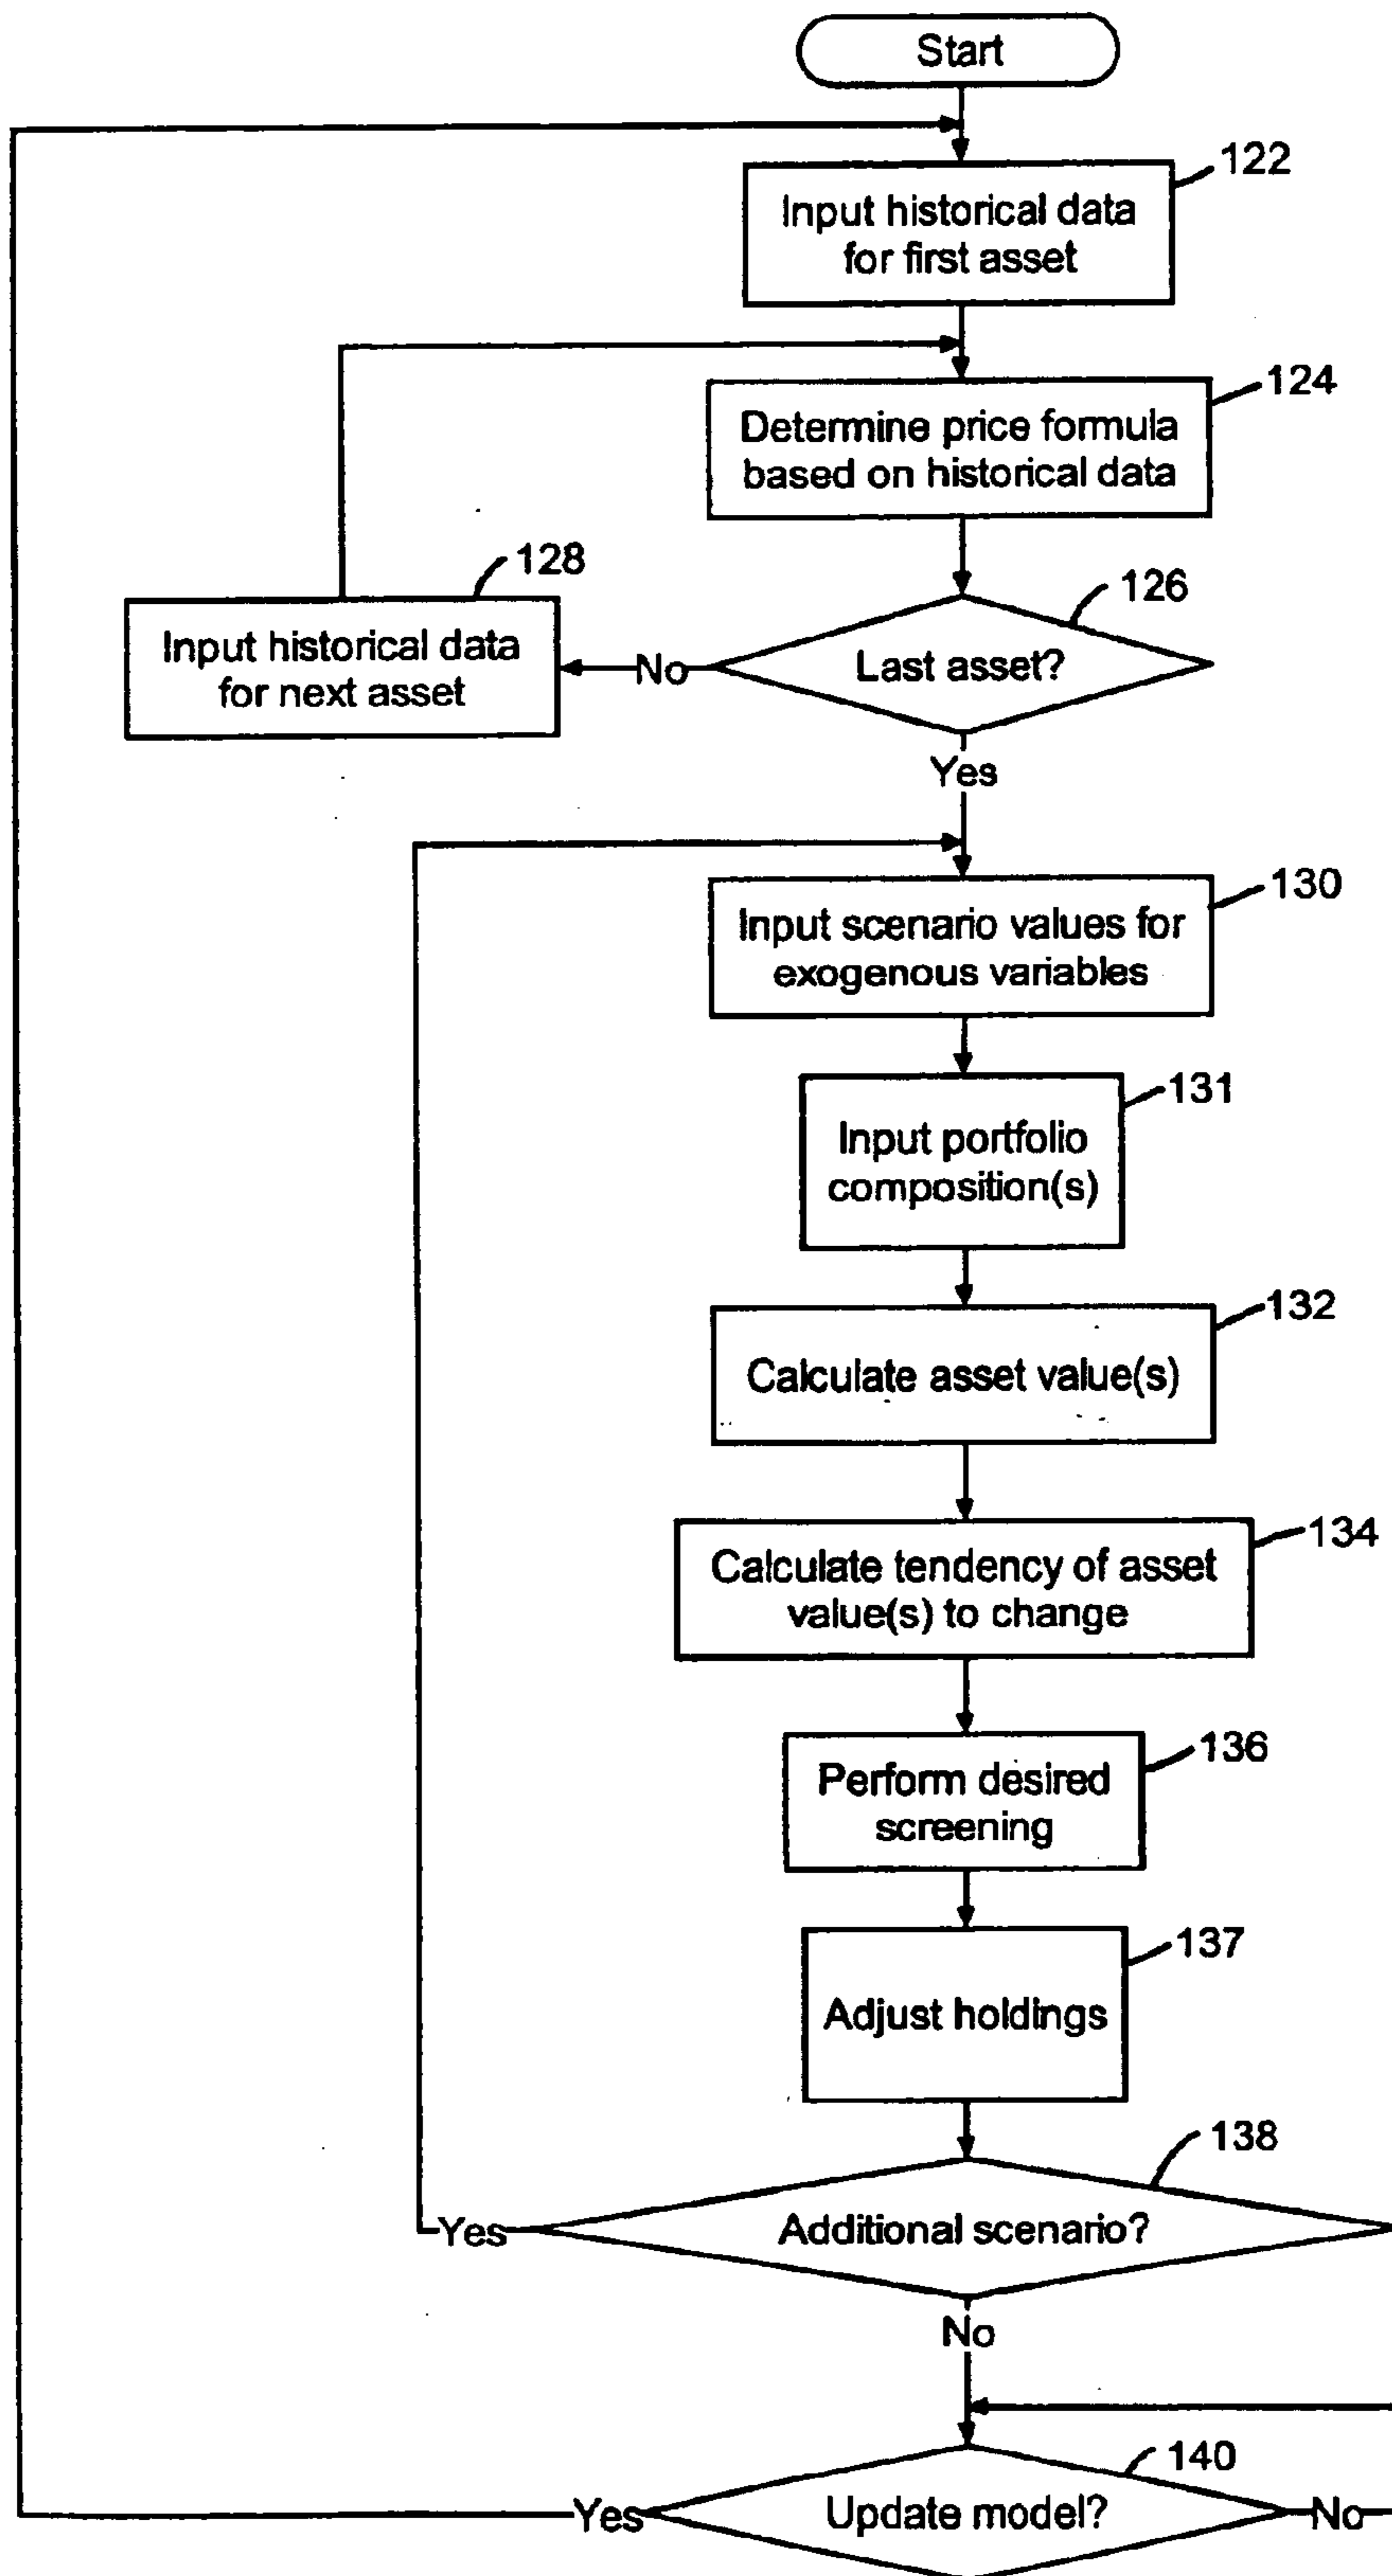 Start
122
Input historical data
for first asset
124
Determine price formula
based on historical data
128
126
Input historical data
for next asset
No
Last asset?
Yes
130
Input scenario values for
exogenous variables
131
Input portfolio
composition(s)
132
Calculate asset value(s)
134
Calculate tendency of asset
value(s) to change
136
Perform desired
screening
137
Adjust holdings
138
Yes
Additional scenario?
No
140
Yes
Update model?
No